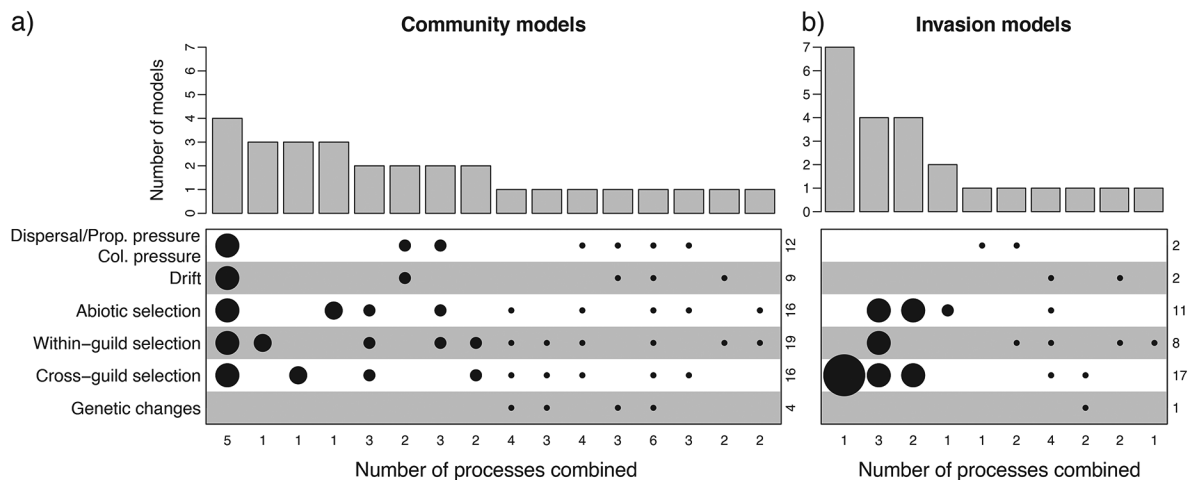 a)
Community models
Number of models
7
6
5
4
3
2
1
0
Dispersal/Prop. pressure
Col. pressure
Drift
Abiotic selection
Within−guild selection
Cross−guild selection
Genetic changes
12
9
16
19
16
4
5 1 1 1 3 2 3 2 4 3 4 3 6 3 2 2
Number of processes combined
b)
Invasion models
7
6
5
4
3
2
1
0
2
2
11
8
17
1
1 3 2 1 1 2 4 2 2 1
Number of processes combined